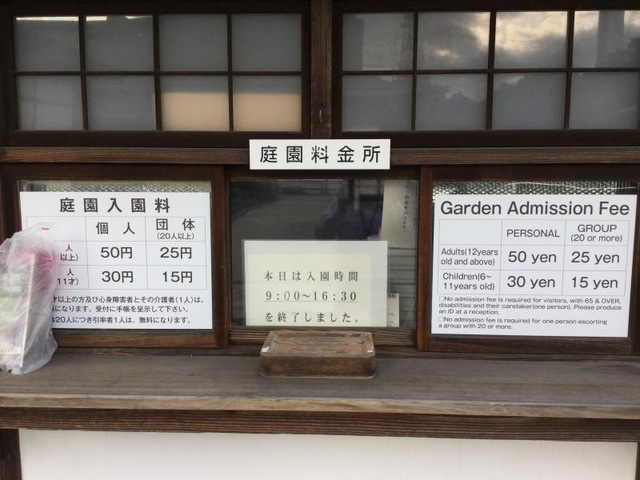 庭園料金所
庭園入園料
個人 団体
(20人以上)
人 50円 25円
人 30円 15円
11才)
以上の方及び心身障害者とその介護者(1人)は、
になります。受付に手帳を呈示して下さい。
20人につき引率者1人は、無料になります。
本日は入園時間
9:00〜16:30
を終了しました。
Garden Admission Fee
PERSONAL GROUP
(20 or more)
Adults(12years
old and above) 50 yen 25 yen
Children(6~
11years old) 30 yen 15 yen
□No admission fee is required for visitors, with 65 & OVER,
disabilities and their caretaker(one person). Please produce
an ID at a reception.
□No admission fee is required for one person escorting
a group with 20 or more.